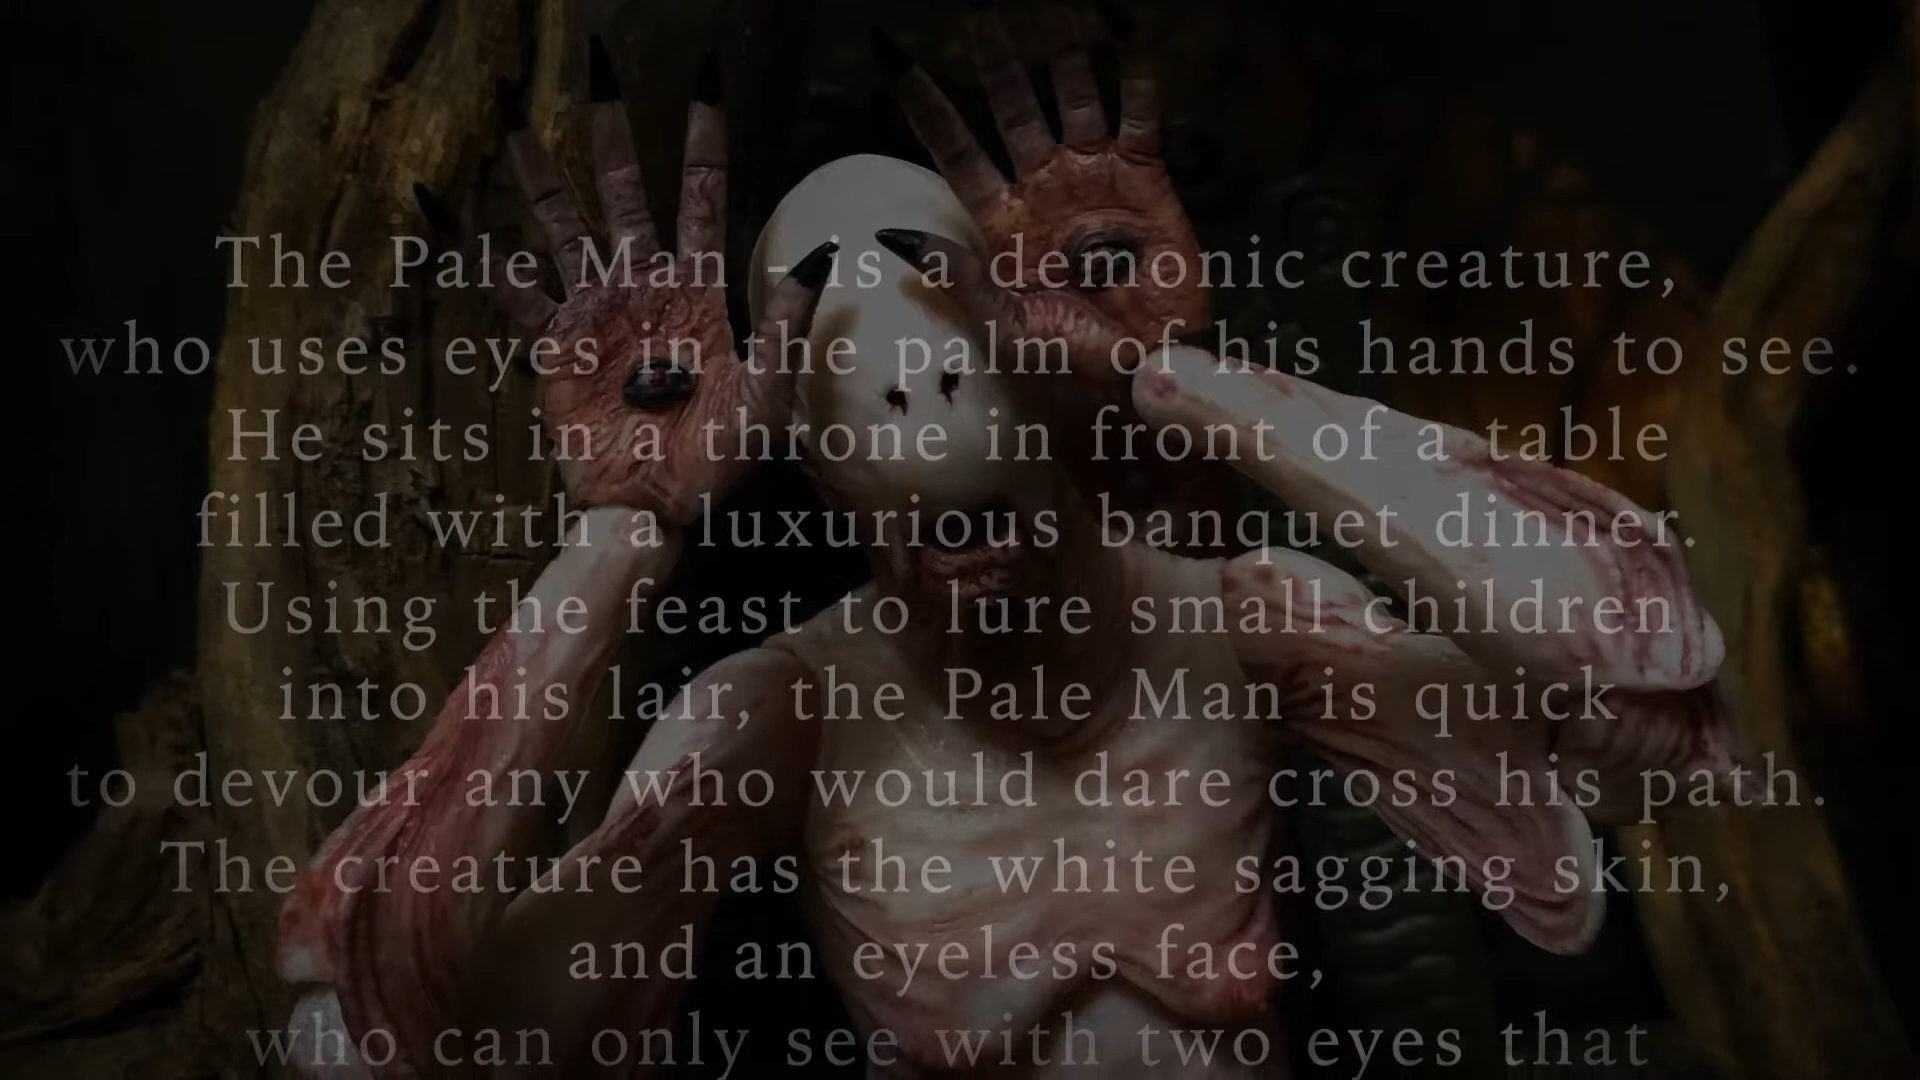 The Pale Man - is a demonic creature,
who uses eyes in the palm of his hands to see.
He sits in a throne in front of a table
filled with a luxurious banquet dinner.
Using the feast to lure small children
into his lair, the Pale Man is quick
to devour any who would dare cross his path.
The creature has the white sagging skin,
and an eyeless face,
who can only see with two eyes that